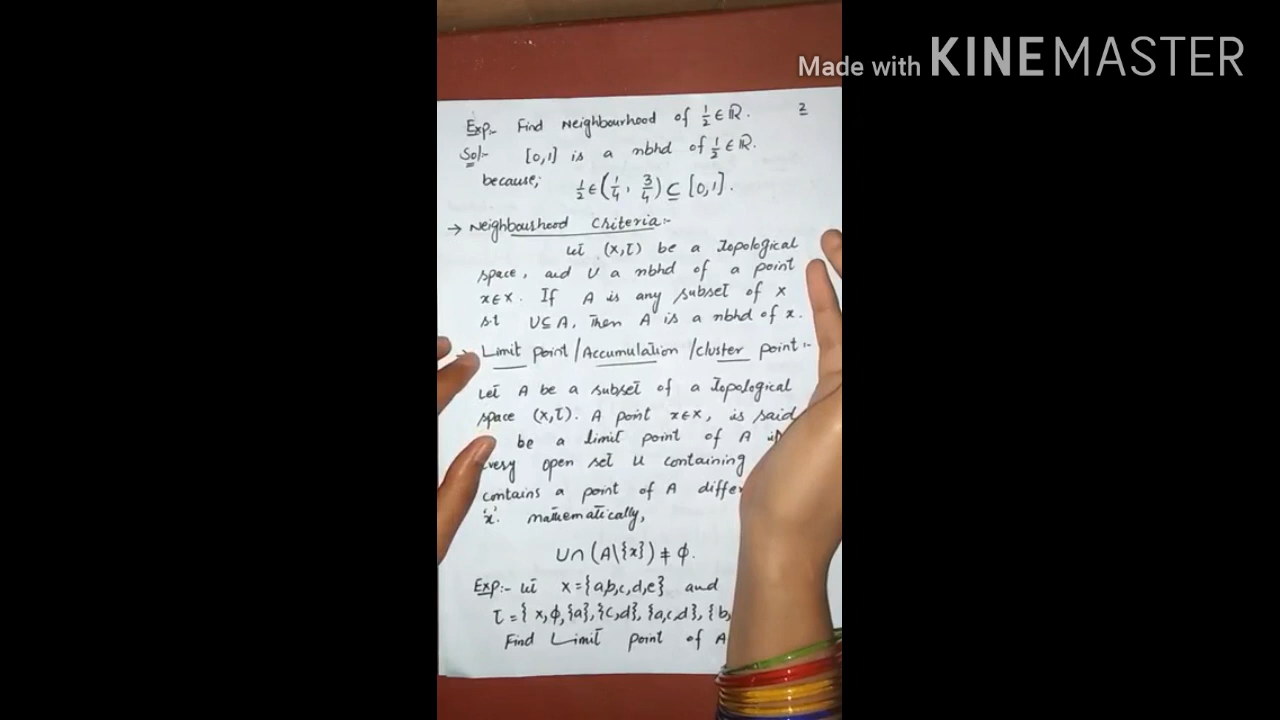 Made with KINEMASTER
2
Exp:- Find Neighbourhood of 1/2 ∈ ℝ.
Sol:- [0,1] is a nbhd of 1/2 ∈ ℝ.
because;
1/2 ∈ (1/4, 3/4) ⊆ [0,1].
→ Neighbourhood Criteria:-
Let (X,τ) be a Topological
space, and U a nbhd of a point
x∈X. If A is any subset of X
st U⊆A, Then A is a nbhd of x.
Limit point/Accumulation/cluster point:-
Let A be a subset of a Topological
space (X,τ). A point x∈X, is said
be a limit point of A
every open set U containing
contains a point of A
'x'. Mathematically,
U∩(A\{x}) ≠ ϕ.
Exp:- Let X={a,b,c,d,e} and
τ={X,ϕ,{a},{c,d},{a,c,d},{b,
Find Limit point of A